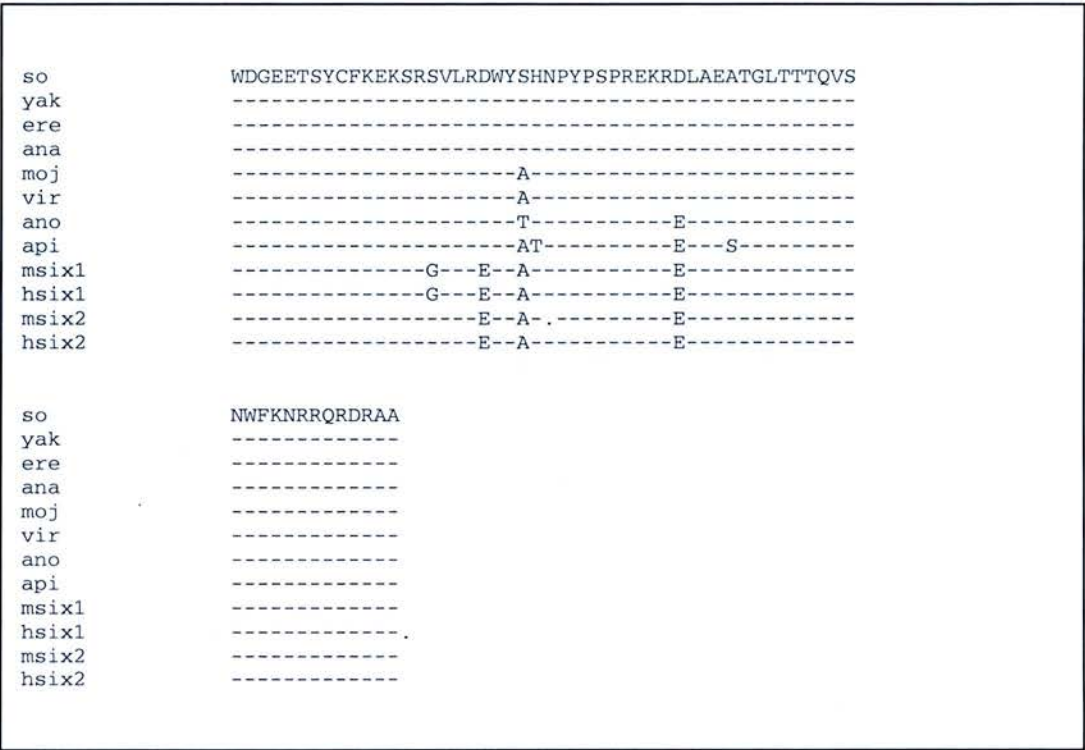 so WDGEETSYCFKEKSRSVLRDWYSHNPYPSPREKRDLAEATGLTTTQVS
yak ------------------------------------------------
ere ------------------------------------------------
ana ------------------------------------------------
moj ----------------------A-------------------------
vir ----------------------A-------------------------
ano ----------------------T-----------E-------------
api ----------------------AT----------E---S---------
msix1 ---------------G---E--A-----------E-------------
hsix1 ---------------G---E--A-----------E-------------
msix2 -------------------E--A-.---------E-------------
hsix2 -------------------E--A-----------E-------------
so NWFKNRRQRDRAA
yak -------------
ere -------------
ana -------------
moj -------------
vir -------------
ano -------------
api -------------
msix1 -------------
hsix1 -------------.
msix2 -------------
hsix2 -------------